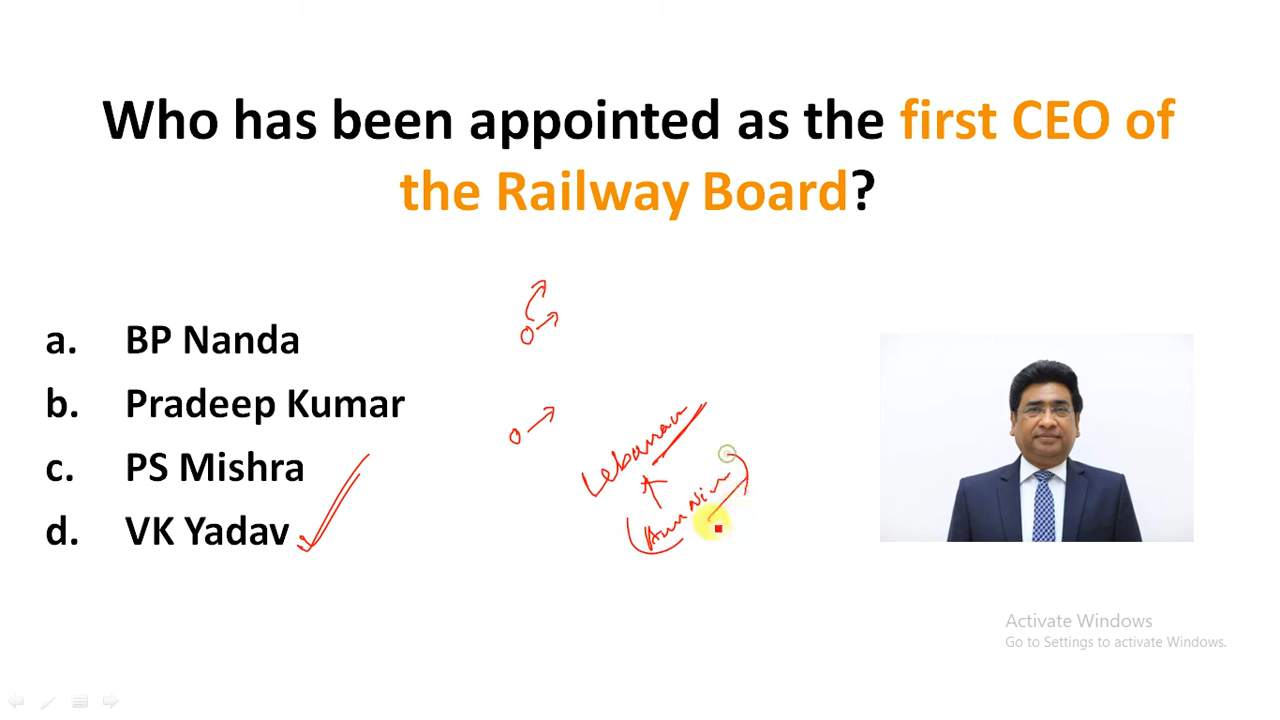 Who has been appointed as the first CEO of
the Railway Board?
a. BP Nanda
b. Pradeep Kumar
c. PS Mishra
d. VK Yadav
Lebanan
Activate Windows
Go to Settings to activate Windows.